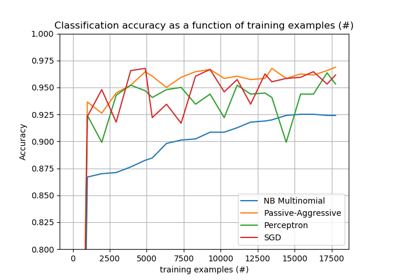 Classification accuracy as a function of training examples (#)
1.000
0.975
0.950
0.925
0.900
0.875
0.850
0.825
0.800
Accuracy
NB Multinomial
Passive-Aggressive
Perceptron
SGD
0 2500 5000 7500 10000 12500 15000 17500
training examples (#)